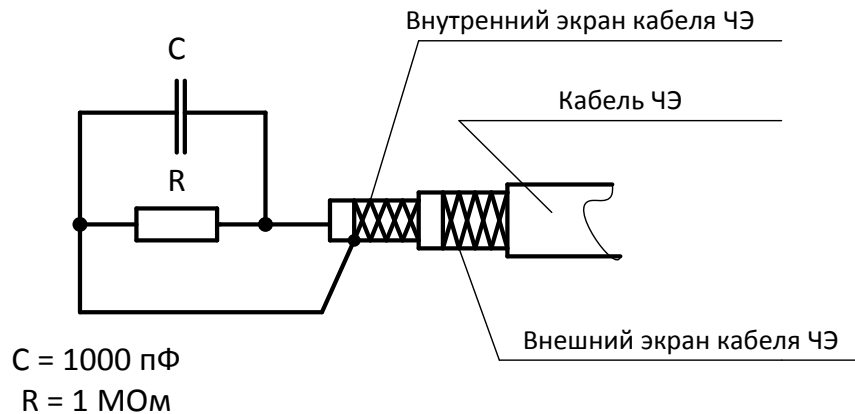 Внутренний экран кабеля ЧЭ
C
Кабель ЧЭ
R
Внешний экран кабеля ЧЭ
C = 1000 пФ
R = 1 МОм